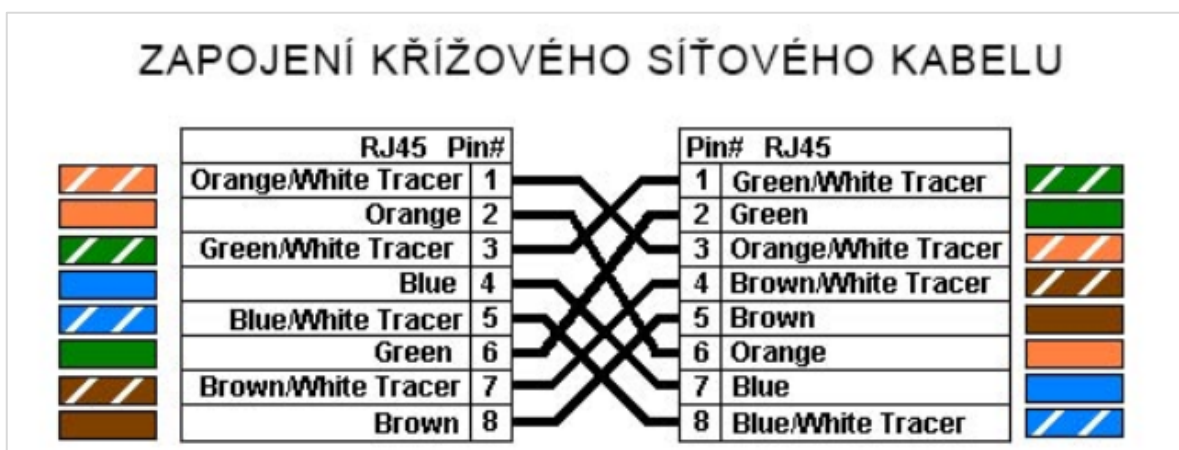 ZAPOJENÍ KŘÍŽOVÉHO SÍŤOVÉHO KABELU
RJ45 Pin#
Orange/White Tracer 1
Orange 2
Green/White Tracer 3
Blue 4
Blue/White Tracer 5
Green 6
Brown/White Tracer 7
Brown 8
Pin# RJ45
1 Green/White Tracer
2 Green
3 Orange/White Tracer
4 Brown/White Tracer
5 Brown
6 Orange
7 Blue
8 Blue/White Tracer